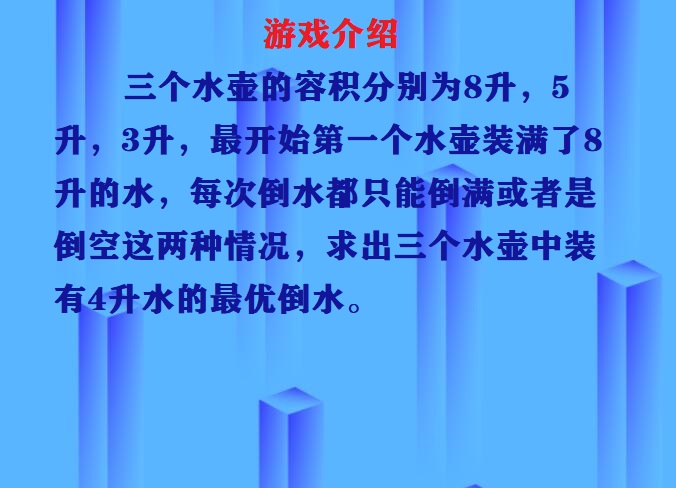 游戏介绍
三个水壶的容积分别为8升，5
升，3升，最开始第一个水壶装满了8
升的水，每次倒水都只能倒满或者是
倒空这两种情况，求出三个水壶中装
有4升水的最优倒水。